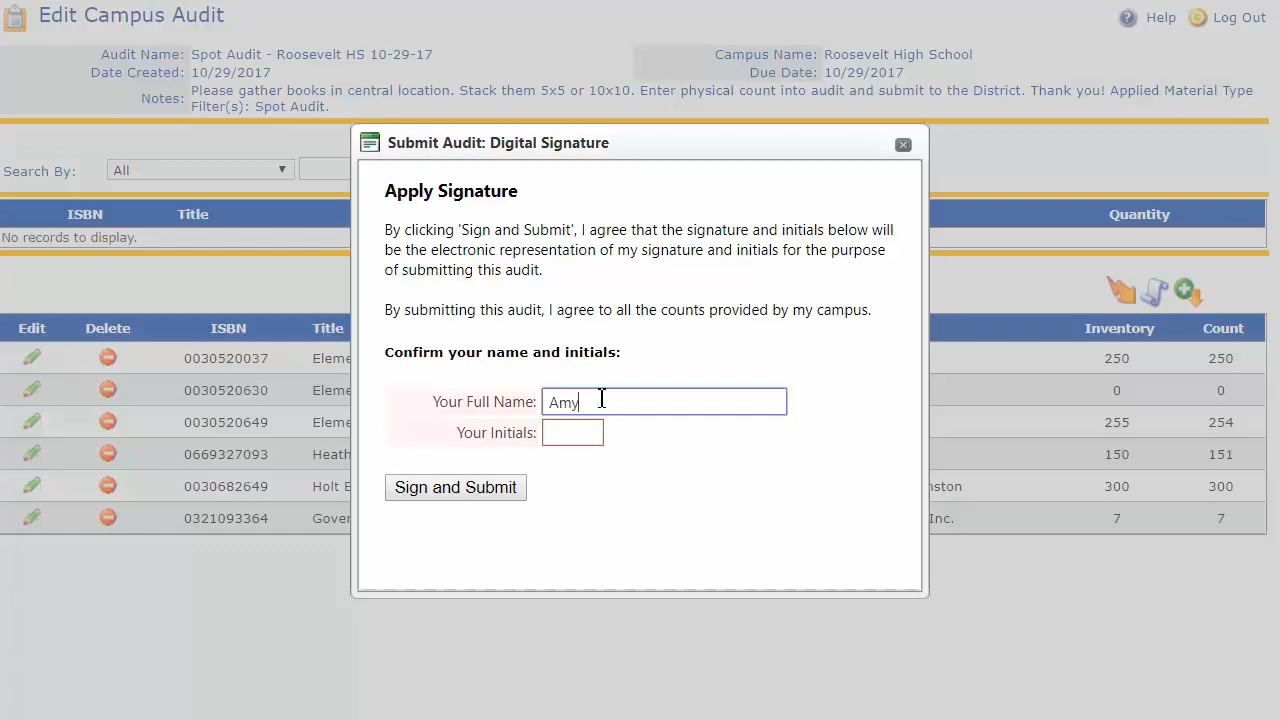 Edit Campus Audit
Help Log Out
Audit Name: Spot Audit - Roosevelt HS 10-29-17 Campus Name: Roosevelt High School
Date Created: 10/29/2017 Due Date: 10/29/2017
Notes: Please gather books in central location. Stack them 5x5 or 10x10. Enter physical count into audit and submit to the District. Thank you! Applied Material Type
Filter(s): Spot Audit.
Search By: All
ISBN Title Quantity
No records to display.
Submit Audit: Digital Signature
Apply Signature
By clicking 'Sign and Submit', I agree that the signature and initials below will
be the electronic representation of my signature and initials for the purpose
of submitting this audit.
By submitting this audit, I agree to all the counts provided by my campus.
Confirm your name and initials:
Your Full Name: Amy
Your Initials:
Sign and Submit
Edit Delete ISBN Title Inventory Count
0030520037 Eleme 250 250
0030520630 Eleme 0 0
0030520649 Eleme 255 254
0669327093 Heath 150 151
0030682649 Holt E nston 300 300
0321093364 Gover Inc. 7 7